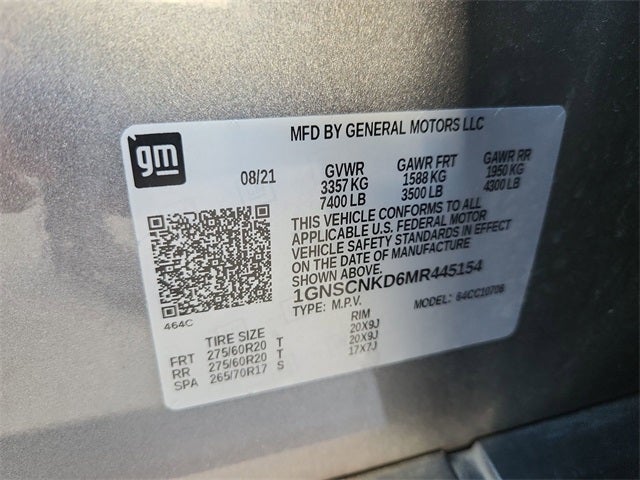 MFD BY GENERAL MOTORS LLC
gm
08/21
GVWR
3357 KG
7400 LB
GAWR FRT
1588 KG
3500 LB
GAWR RR
1950 KG
4300 LB
THIS VEHICLE CONFORMS TO ALL
APPLICABLE U.S. FEDERAL MOTOR
VEHICLE SAFETY STANDARDS IN EFFECT
ON THE DATE OF MANUFACTURE
SHOWN ABOVE.
1GNSCNKD6MR445154
TYPE: M.P.V.
MODEL: 64CC10706
464C
TIRE SIZE
RIM
FRT 275/60R20 T 20X9J
RR 275/60R20 T 20X9J
SPA 265/70R17 S 17X7J